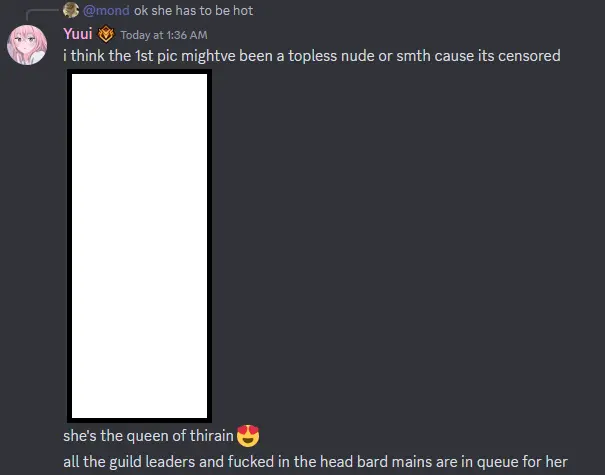 @mond ok she has to be hot
Yuui Today at 1:36 AM
i think the 1st pic mightve been a topless nude or smth cause its censored
she's the queen of thirain
all the guild leaders and fucked in the head bard mains are in queue for her